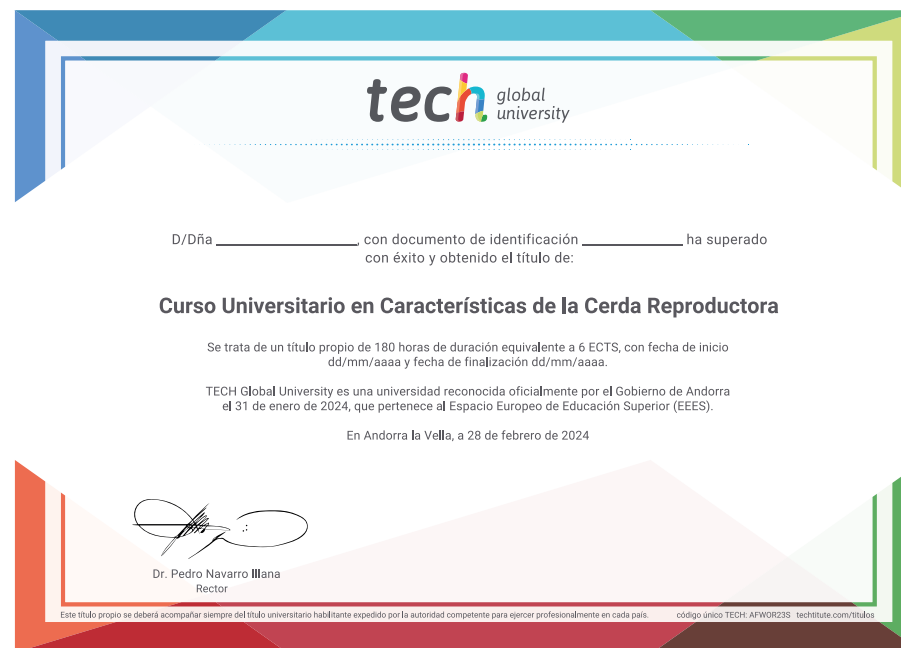 tech global
university
D/Dña ____________________, con documento de identificación ______________ ha superado
con éxito y obtenido el título de:
Curso Universitario en Características de la Cerda Reproductora
Se trata de un título propio de 180 horas de duración equivalente a 6 ECTS, con fecha de inicio
dd/mm/aaaa y fecha de finalización dd/mm/aaaa.
TECH Global University es una universidad reconocida oficialmente por el Gobierno de Andorra
el 31 de enero de 2024, que pertenece al Espacio Europeo de Educación Superior (EEES).
En Andorra la Vella, a 28 de febrero de 2024
Dr. Pedro Navarro Illana
Rector
Este título propio se deberá acompañar siempre del título universitario habilitante expedido por la autoridad competente para ejercer profesionalmente en cada país. código único TECH: AFWOR23S techtitute.com/titulos